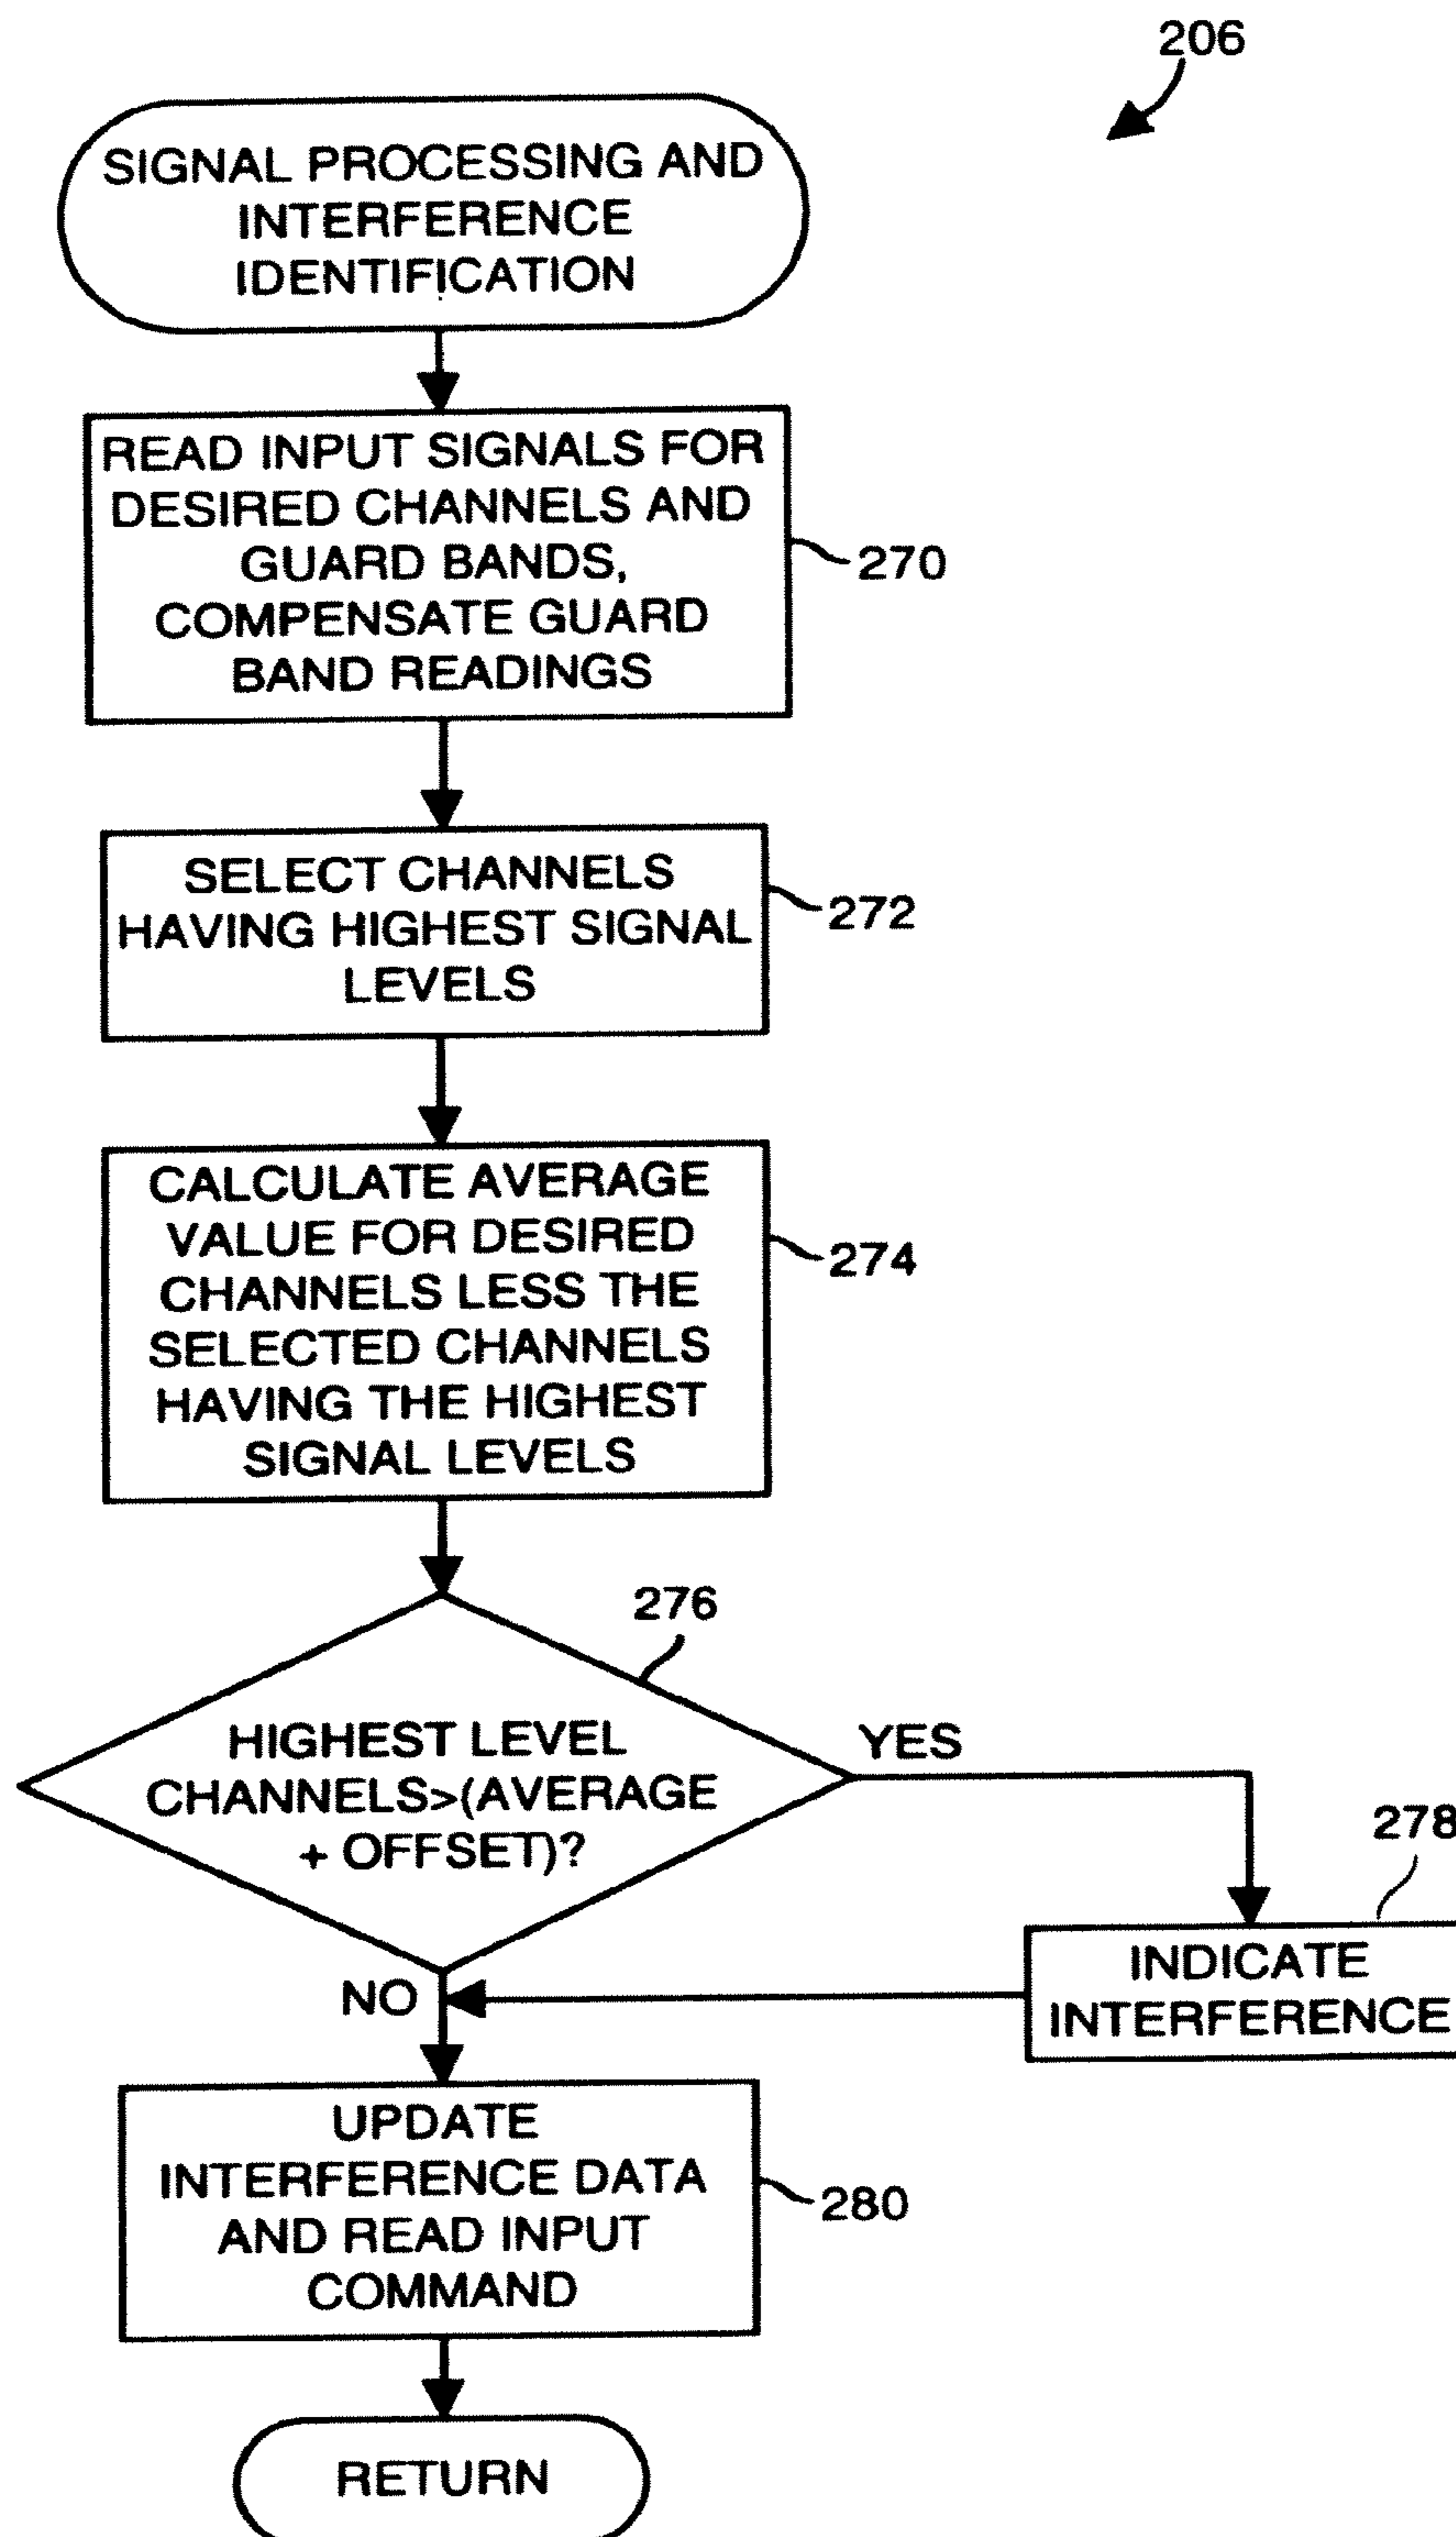 206
SIGNAL PROCESSING AND
INTERFERENCE
IDENTIFICATION
READ INPUT SIGNALS FOR
DESIRED CHANNELS AND
GUARD BANDS,
COMPENSATE GUARD
BAND READINGS
270
SELECT CHANNELS
HAVING HIGHEST SIGNAL
LEVELS
272
CALCULATE AVERAGE
VALUE FOR DESIRED
CHANNELS LESS THE
SELECTED CHANNELS
HAVING THE HIGHEST
SIGNAL LEVELS
274
276
HIGHEST LEVEL
CHANNELS>(AVERAGE
+ OFFSET)?
YES
278
INDICATE
INTERFERENCE
NO
UPDATE
INTERFERENCE DATA
AND READ INPUT
COMMAND
280
RETURN